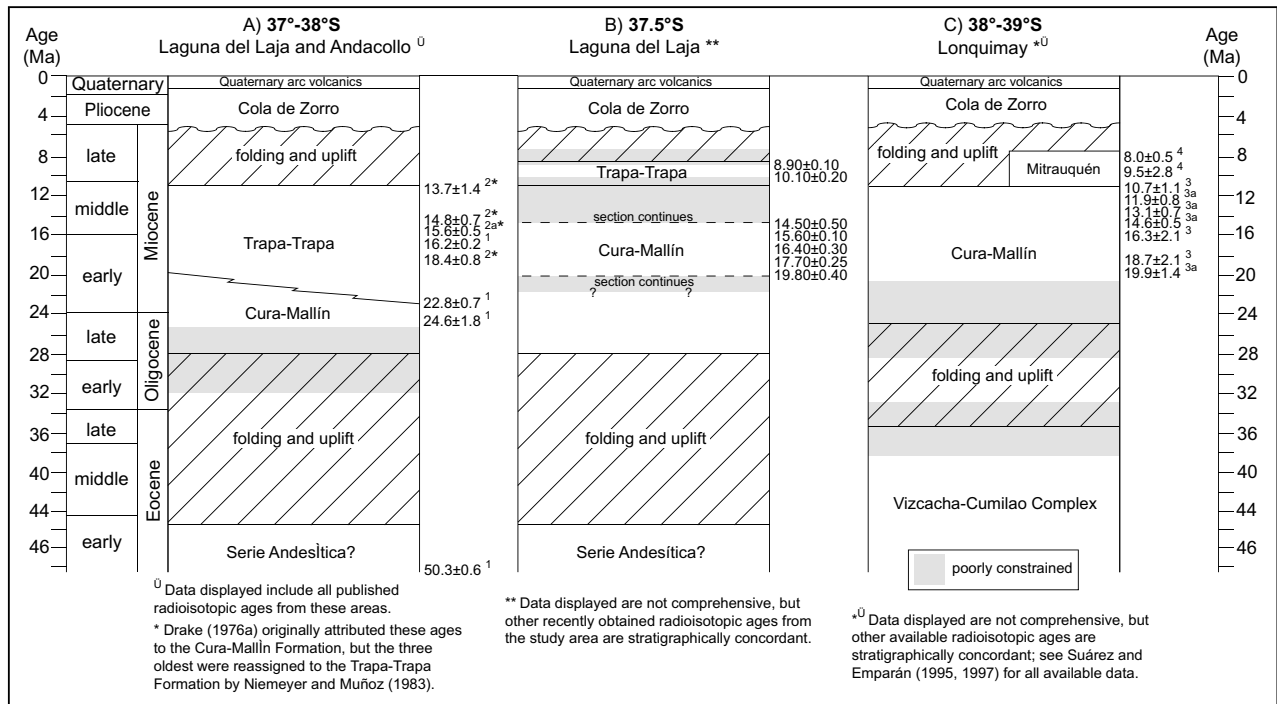 Age
(Ma)
A) 37°-38°S
Laguna del Laja and Andacollo Û
B) 37.5°S
Laguna del Laja **
C) 38°-39°S
Lonquimay *Û
Age
(Ma)
0
4
8
12
16
20
24
28
32
36
40
44
46
Quaternary
Pliocene
late
middle
early
Miocene
late
early
Oligocene
late
middle
early
Eocene
Quaternary arc volcanics
Cola de Zorro
folding and uplift
Trapa-Trapa
Cura-Mallín
folding and uplift
Serie AndesÌtica?
13.7±1.4 2*
14.8±0.7 2*
15.6±0.5 2a*
16.2±0.2 1
18.4±0.8 2*
22.8±0.7 1
24.6±1.8 1
50.3±0.6 1
Quaternary arc volcanics
Cola de Zorro
Trapa-Trapa
section continues
Cura-Mallín
section continues
? ?
folding and uplift
Serie Andesítica?
8.90±0.10
10.10±0.20
14.50±0.50
15.60±0.10
16.40±0.30
17.70±0.25
19.80±0.40
Quaternary arc volcanics
Cola de Zorro
folding and uplift
Mitrauquén
Cura-Mallín
folding and uplift
Vizcacha-Cumilao Complex
poorly constrained
8.0±0.5 4
9.5±2.8 4
10.7±1.1 3
11.9±0.8 3a
13.1±0.7 3a
14.6±0.5 3a
16.3±2.1 3
18.7±2.1 3
19.9±1.4 3a
0
4
8
12
16
20
24
28
32
36
40
44
46
Û Data displayed include all published
radioisotopic ages from these areas.
* Drake (1976a) originally attributed these ages
to the Cura-MallÌn Formation, but the three
oldest were reassigned to the Trapa-Trapa
Formation by Niemeyer and Muñoz (1983).
** Data displayed are not comprehensive, but
other recently obtained radioisotopic ages from
the study area are stratigraphically concordant.
*Û Data displayed are not comprehensive, but
other available radioisotopic ages are
stratigraphically concordant; see Suárez and
Emparán (1995, 1997) for all available data.